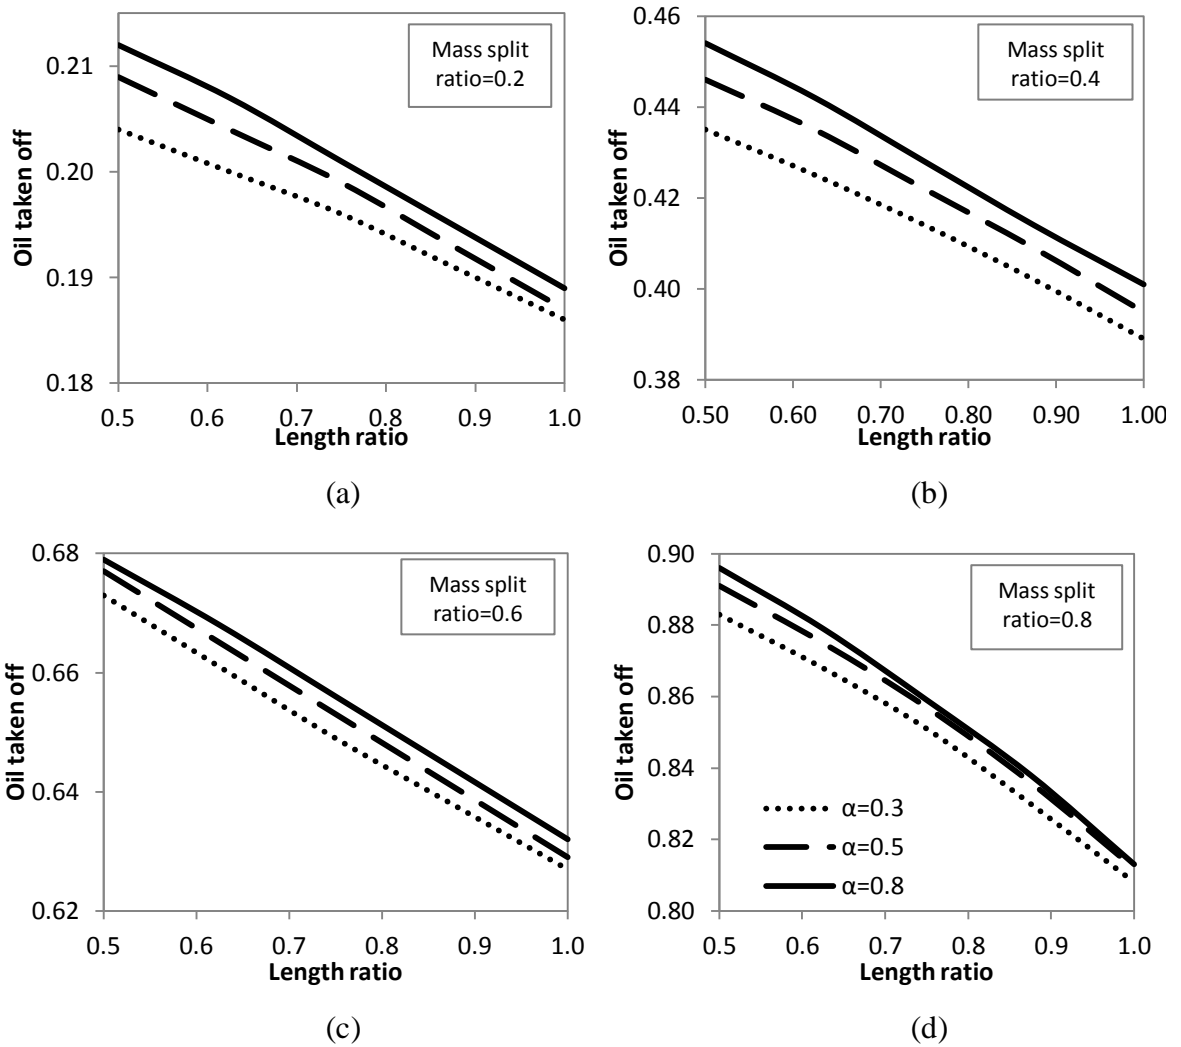 Mass split
ratio=0.2
0.21
0.20
0.19
0.18
Oil taken off
0.5 0.6 0.7 0.8 0.9 1.0
Length ratio
(a)
Mass split
ratio=0.4
0.46
0.44
0.42
0.40
0.38
Oil taken off
0.50 0.60 0.70 0.80 0.90 1.00
Length ratio
(b)
Mass split
ratio=0.6
0.68
0.66
0.64
0.62
Oil taken off
0.5 0.6 0.7 0.8 0.9 1.0
Length ratio
(c)
Mass split
ratio=0.8
0.90
0.88
0.86
0.84
0.82
0.80
Oil taken off
α=0.3
α=0.5
α=0.8
0.5 0.6 0.7 0.8 0.9 1.0
Length ratio
(d)